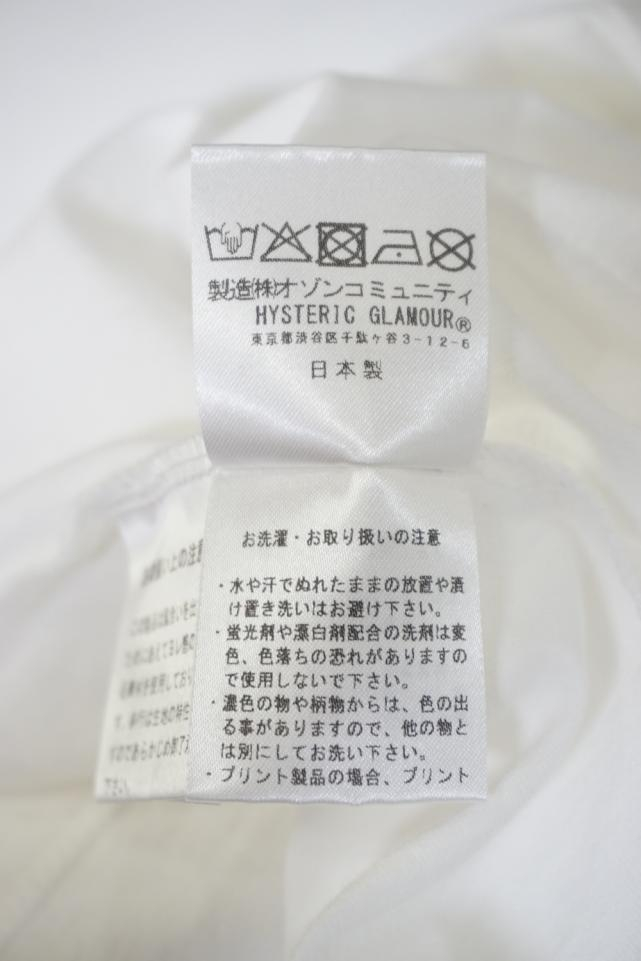 製造(株)オゾンコミュニティ
HYSTERIC GLAMOUR®
東京都渋谷区千駄ヶ谷3-12-6
日本製
お洗濯・お取り扱いの注意
・水や汗でぬれたままの放置や漬
け置き洗いはお避け下さい。
・蛍光剤や漂白剤配合の洗剤は変
色、色落ちの恐れがありますの
で使用しないで下さい。
・濃色の物や柄物からは、色の出
る事がありますので、他の物と
は別にしてお洗い下さい。
・プリント製品の場合、プリント